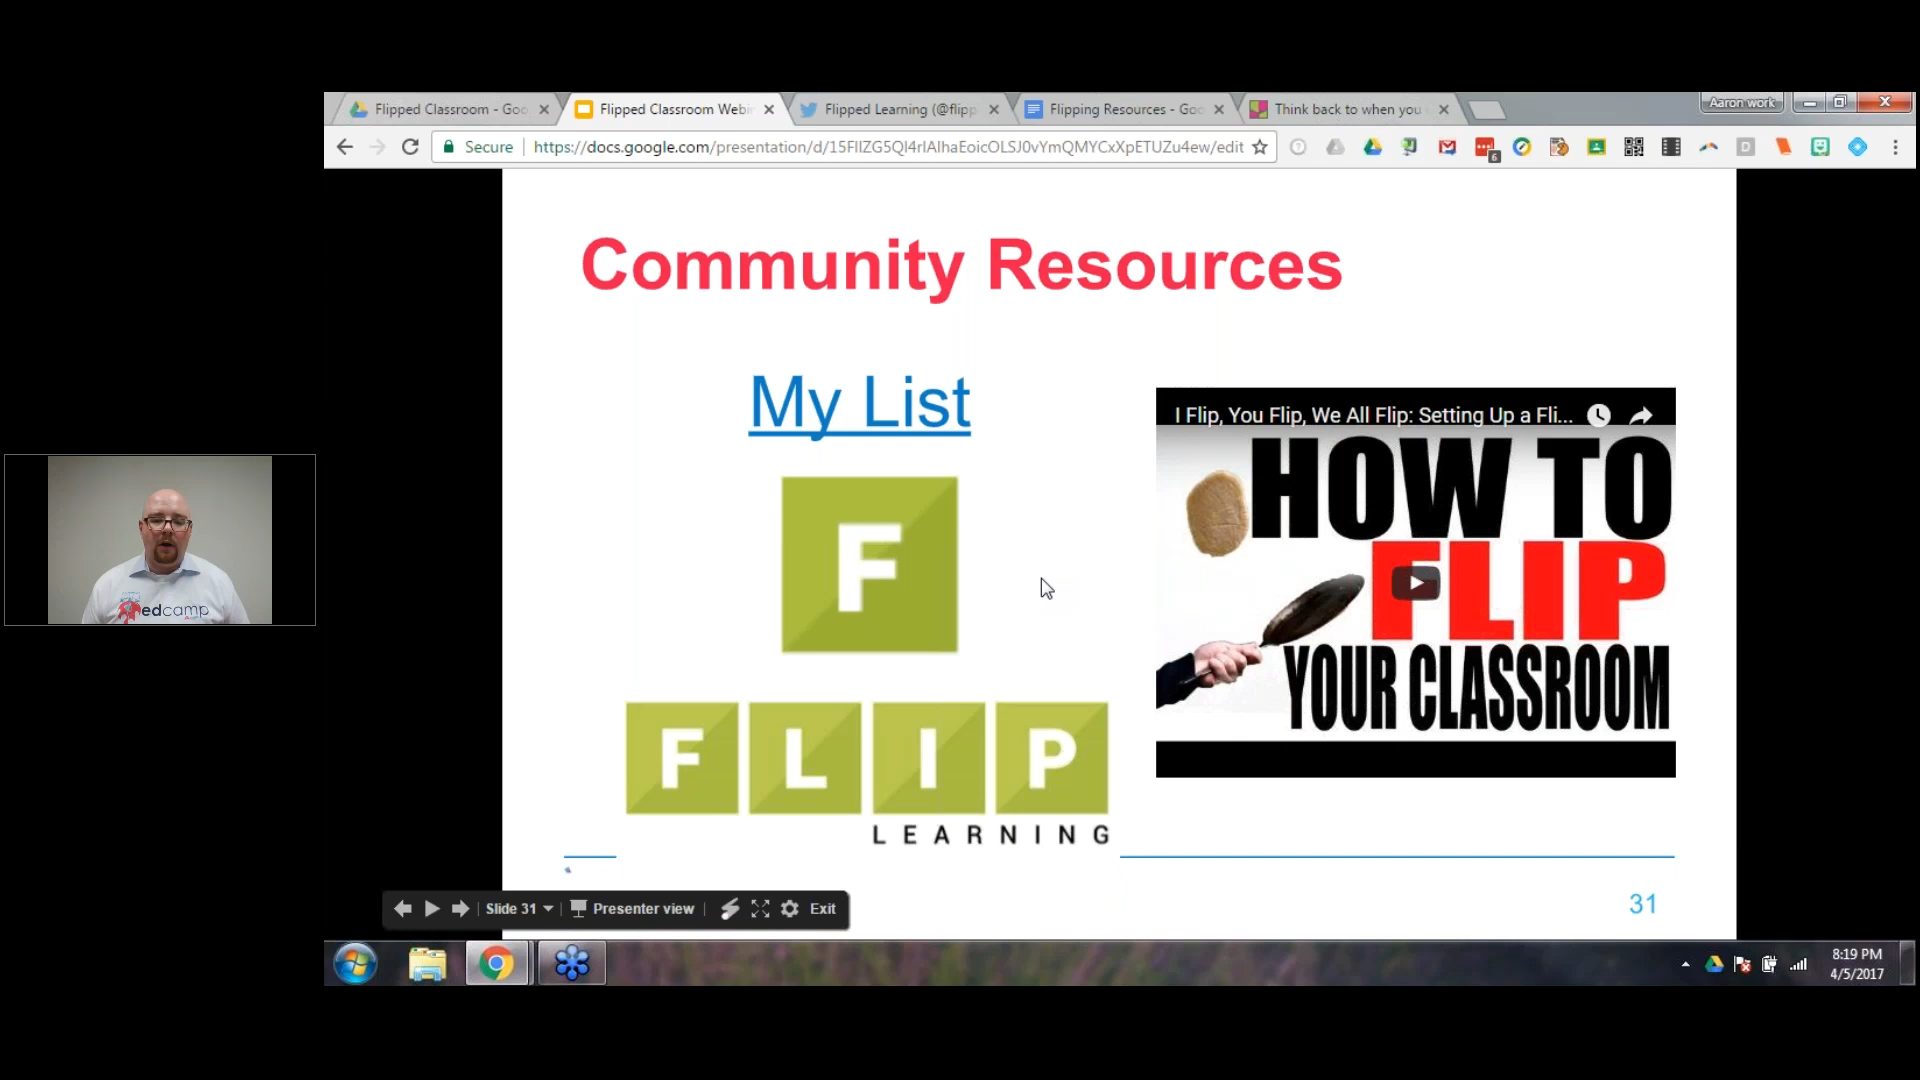 Flipped Classroom - Goo
Flipped Classroom Webi
Flipped Learning (@flipp
Flipping Resources - Goo
Think back to when you
Aaron work
Secure
https://docs.google.com/presentation/d/15FIlZG5Ql4rIAlhaEoicOLSJ0vYmQMYCxXpETUZu4ew/edit
6
D
Community Resources
My List
I Flip, You Flip, We All Flip: Setting Up a Fli...
HOW TO
FLIP
YOUR CLASSROOM
F
FLIP
LEARNING
edcamp
31
Slide 31
Presenter view
Exit
8:19 PM
4/5/2017